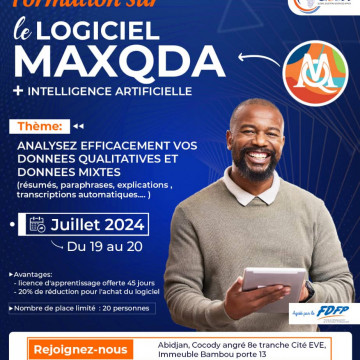 Formation sur
le LOGICIEL
MAXQDA
+ INTELLIGENCE ARTIFICIELLE
Thème:
ANALYSEZ EFFICACEMENT VOS
DONNEES QUALITATIVES ET
DONNEES MIXTES
(résumés, paraphrases, explications ,
transcriptions automatiques.... )
Juillet 2024
Du 19 au 20
Avantages:
- licence d'apprentissage offerte 45 jours
- 20% de réduction pour l'achat du logiciel
Nombre de place limité : 20 personnes
Agréé par le FDFP
Rejoignez-nous
Abidjan, Cocody angré 8e tranche Cité EVE,
Immeuble Bambou porte 13